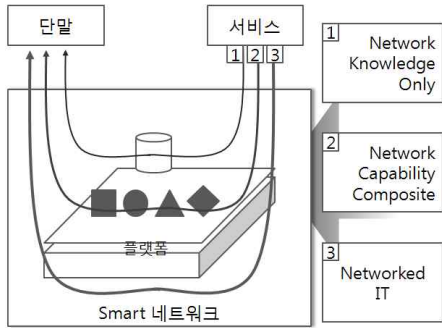 단말
서비스
1 2 3
플랫폼
Smart 네트워크
1
Network
Knowledge
Only
2
Network
Capability
Composite
3
Networked
IT